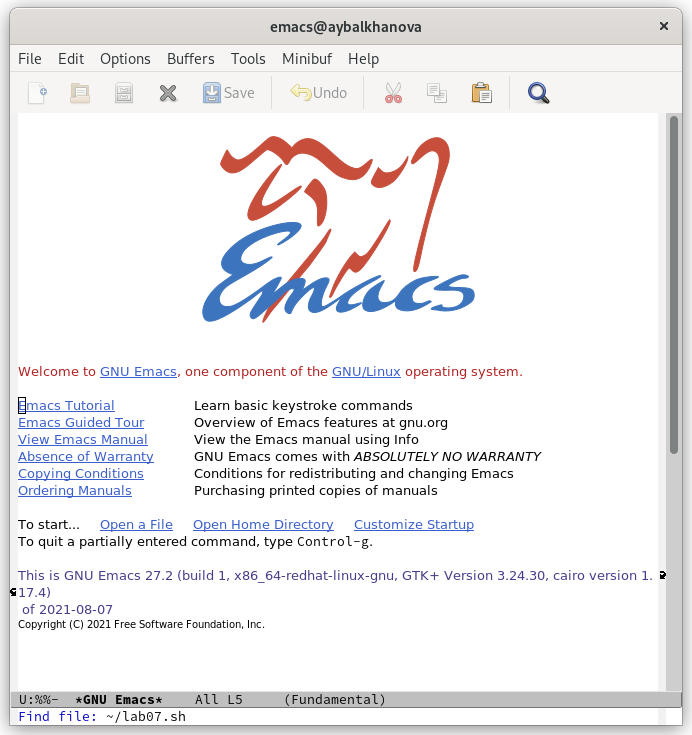 emacs@aybalkhanova ×
File Edit Options Buffers Tools Minibuf Help
Save Undo
Emacs
Welcome to GNU Emacs, one component of the GNU/Linux operating system.
Emacs Tutorial Learn basic keystroke commands
Emacs Guided Tour Overview of Emacs features at gnu.org
View Emacs Manual View the Emacs manual using Info
Absence of Warranty GNU Emacs comes with ABSOLUTELY NO WARRANTY
Copying Conditions Conditions for redistributing and changing Emacs
Ordering Manuals Purchasing printed copies of manuals
To start... Open a File Open Home Directory Customize Startup
To quit a partially entered command, type Control-g.
This is GNU Emacs 27.2 (build 1, x86_64-redhat-linux-gnu, GTK+ Version 3.24.30, cairo version 1.
17.4)
of 2021-08-07
Copyright (C) 2021 Free Software Foundation, Inc.
U:%%- *GNU Emacs* All L5 (Fundamental)
Find file: ~/lab07.sh